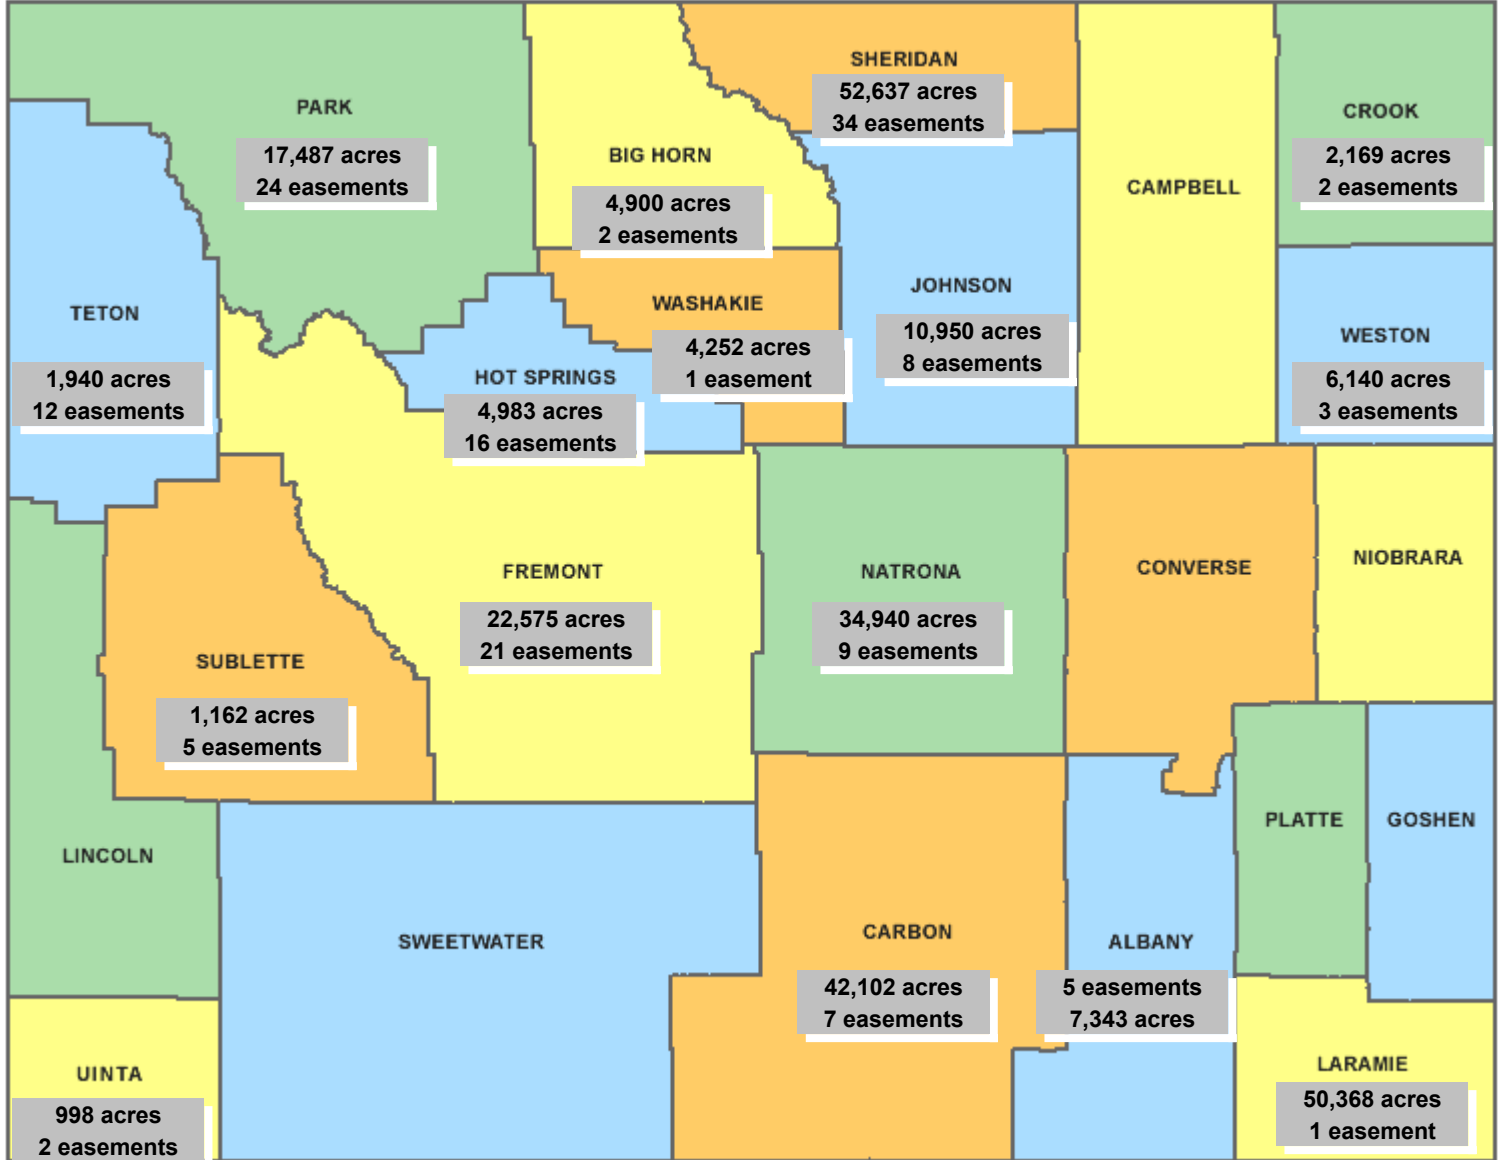 SHERIDAN
52,637 acres
34 easements
PARK
17,487 acres
24 easements
BIG HORN
4,900 acres
2 easements
CAMPBELL
CROOK
2,169 acres
2 easements
TETON
1,940 acres
12 easements
HOT SPRINGS
4,983 acres
16 easements
WASHAKIE
4,252 acres
1 easement
JOHNSON
10,950 acres
8 easements
WESTON
6,140 acres
3 easements
SUBLETTE
1,162 acres
5 easements
FREMONT
22,575 acres
21 easements
NATRONA
34,940 acres
9 easements
CONVERSE
NIOBRARA
LINCOLN
SWEETWATER
CARBON
42,102 acres
7 easements
ALBANY
5 easements
7,343 acres
PLATTE
GOSHEN
UINTA
998 acres
2 easements
LARAMIE
50,368 acres
1 easement